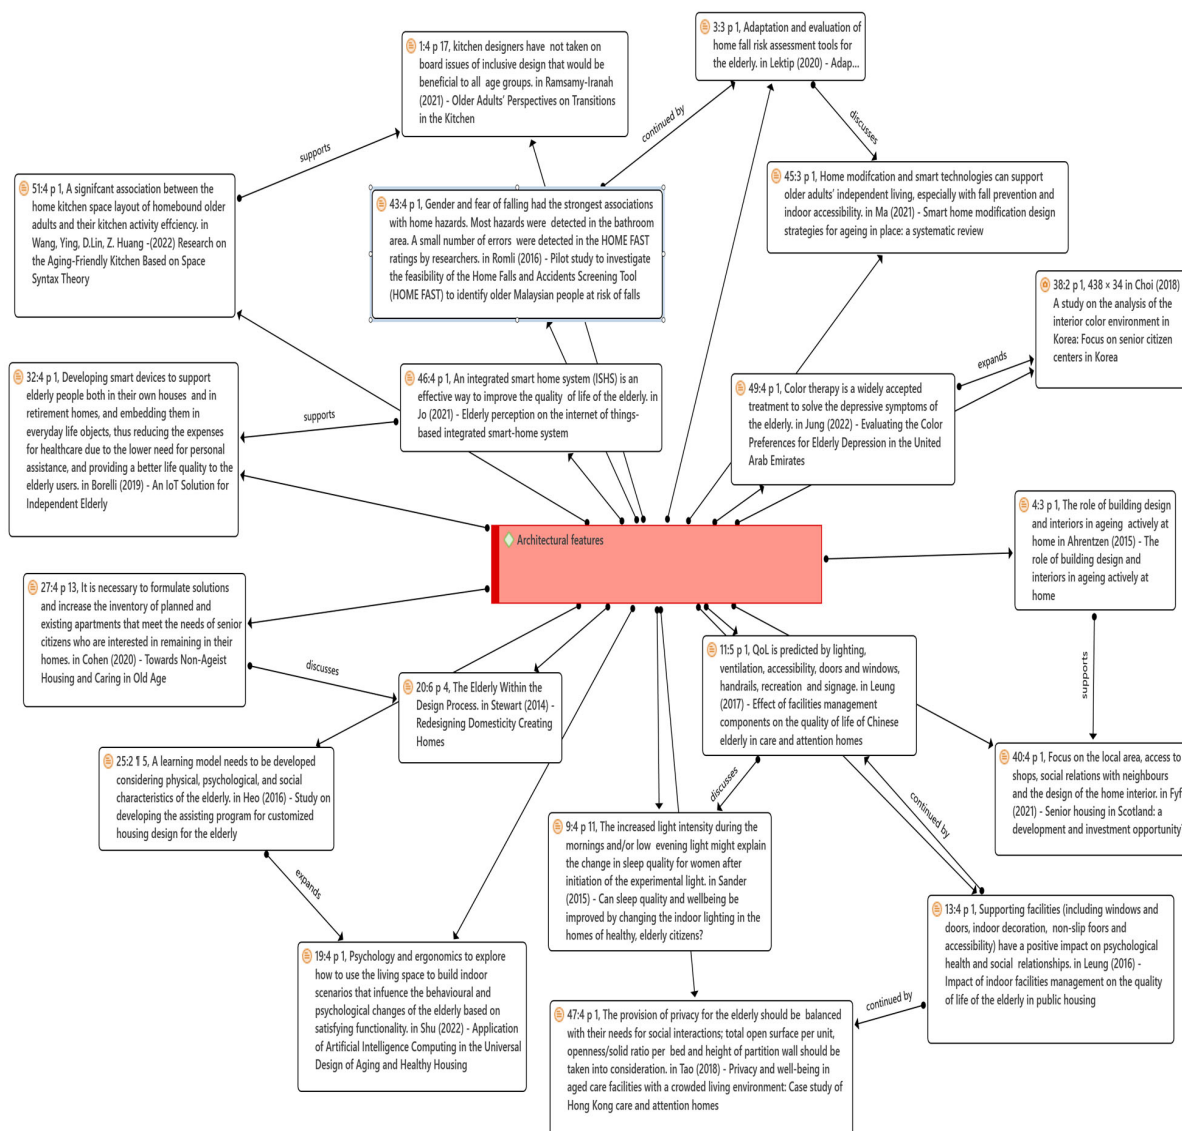 3:3 p 1, Adaptation and evaluation of
home fall risk assessment tools for
the elderly. in Lektip (2020) - Adap...
1:4 p 17, kitchen designers have not taken on
board issues of inclusive design that would be
beneficial to all age groups. in Ramsamy-Iranah
(2021) - Older Adults' Perspectives on Transitions
in the Kitchen
continued by
discusses
supports
51:4 p 1, A signifcant association between the
home kitchen space layout of homebound older
adults and their kitchen activity effciency. in
Wang, Ying, D.Lin, Z. Huang -(2022) Research on
the Aging-Friendly Kitchen Based on Space
Syntax Theory
43:4 p 1, Gender and fear of falling had the strongest associations
with home hazards. Most hazards were detected in the bathroom
area. A small number of errors were detected in the HOME FAST
ratings by researchers. in Romli (2016) - Pilot study to investigate
the feasibility of the Home Falls and Accidents Screening Tool
(HOME FAST) to identify older Malaysian people at risk of falls
45:3 p 1, Home modifcation and smart technologies can support
older adults' independent living, especially with fall prevention and
indoor accessibility. in Ma (2021) - Smart home modification design
strategies for ageing in place: a systematic review
38:2 p 1, 438 × 34 in Choi (2018)
A study on the analysis of the
interior color environment in
Korea: Focus on senior citizen
centers in Korea
expands
32:4 p 1, Developing smart devices to support
elderly people both in their own houses and in
retirement homes, and embedding them in
everyday life objects, thus reducing the expenses
for healthcare due to the lower need for personal
assistance, and providing a better life quality to the
elderly users. in Borelli (2019) - An IoT Solution for
Independent Elderly
supports
46:4 p 1, An integrated smart home system (ISHS) is an
effective way to improve the quality of life of the elderly. in
Jo (2021) - Elderly perception on the internet of things-
based integrated smart-home system
49:4 p 1, Color therapy is a widely accepted
treatment to solve the depressive symptoms of
the elderly. in Jung (2022) - Evaluating the Color
Preferences for Elderly Depression in the United
Arab Emirates
Architectural features
4:3 p 1, The role of building design
and interiors in ageing actively at
home in Ahrentzen (2015) - The
role of building design and
interiors in ageing actively at
home
27:4 p 13, It is necessary to formulate solutions
and increase the inventory of planned and
existing apartments that meet the needs of senior
citizens who are interested in remaining in their
homes. in Cohen (2020) - Towards Non-Ageist
Housing and Caring in Old Age
discusses
20:6 p 4, The Elderly Within the
Design Process. in Stewart (2014) -
Redesigning Domesticity Creating
Homes
11:5 p 1, QoL is predicted by lighting,
ventilation, accessibility, doors and windows,
handrails, recreation and signage. in Leung
(2017) - Effect of facilities management
components on the quality of life of Chinese
elderly in care and attention homes
supports
25:2 ¶ 5, A learning model needs to be developed
considering physical, psychological, and social
characteristics of the elderly. in Heo (2016) - Study on
developing the assisting program for customized
housing design for the elderly
40:4 p 1, Focus on the local area, access to
shops, social relations with neighbours
and the design of the home interior. in Fyf
(2021) - Senior housing in Scotland: a
development and investment opportunity?
discusses
continued by
expands
9:4 p 11, The increased light intensity during the
mornings and/or low evening light might explain
the change in sleep quality for women after
initiation of the experimental light. in Sander
(2015) - Can sleep quality and wellbeing be
improved by changing the indoor lighting in the
homes of healthy, elderly citizens?
13:4 p 1, Supporting facilities (including windows and
doors, indoor decoration, non-slip foors and
accessibility) have a positive impact on psychological
health and social relationships. in Leung (2016) -
Impact of indoor facilities management on the quality
of life of the elderly in public housing
19:4 p 1, Psychology and ergonomics to explore
how to use the living space to build indoor
scenarios that infuence the behavioural and
psychological changes of the elderly based on
satisfying functionality. in Shu (2022) - Application
of Artificial Intelligence Computing in the Universal
Design of Aging and Healthy Housing
continued by
47:4 p 1, The provision of privacy for the elderly should be balanced
with their needs for social interactions; total open surface per unit,
openness/solid ratio per bed and height of partition wall should be
taken into consideration. in Tao (2018) - Privacy and well-being in
aged care facilities with a crowded living environment: Case study of
Hong Kong care and attention homes